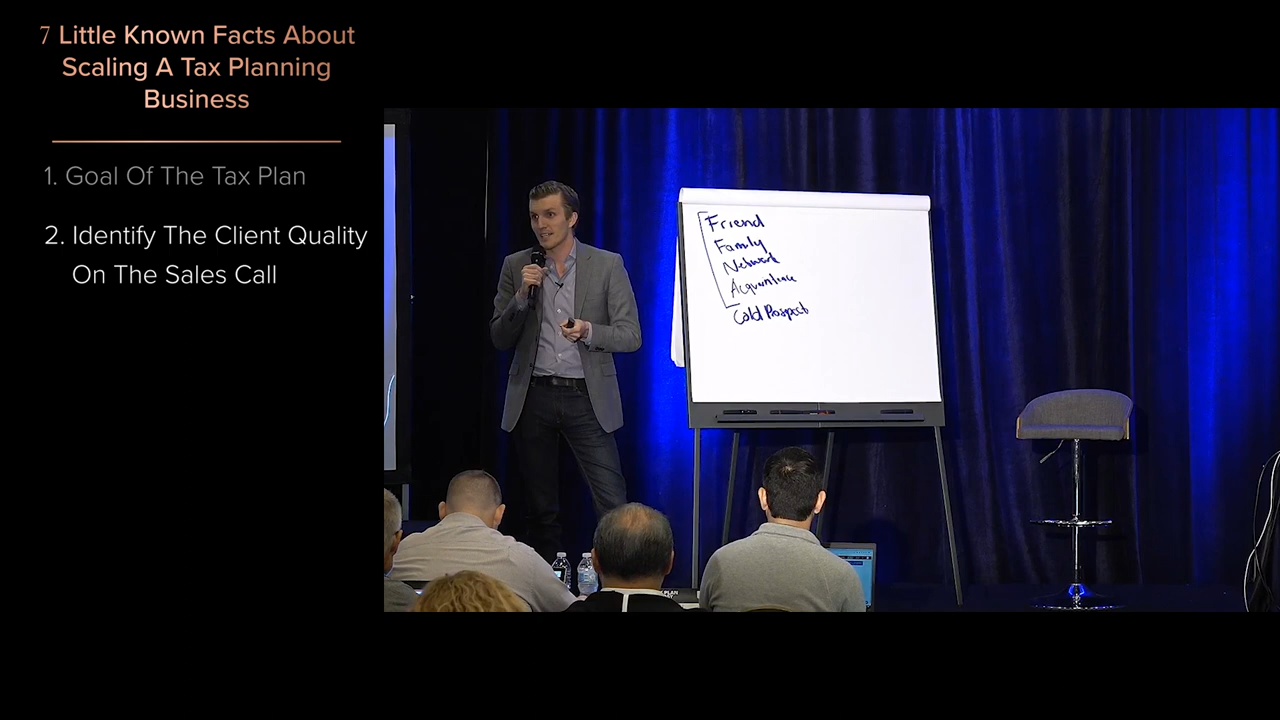 7 Little Known Facts About
Scaling A Tax Planning
Business
1. Goal Of The Tax Plan
2. Identify The Client Quality
On The Sales Call
Friend
Family
Network
Acquaintence
Cold Prospect